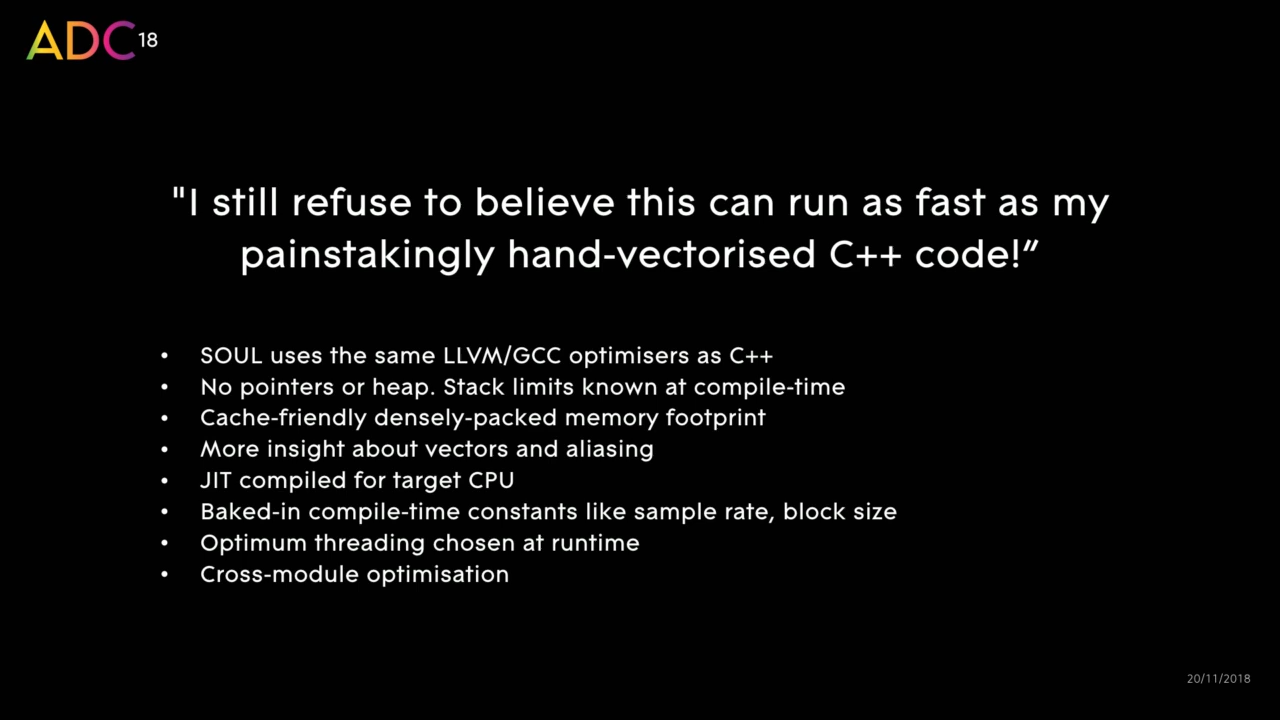 ADC18
"I still refuse to believe this can run as fast as my
painstakingly hand-vectorised C++ code!”
• SOUL uses the same LLVM/GCC optimisers as C++
• No pointers or heap. Stack limits known at compile-time
• Cache-friendly densely-packed memory footprint
• More insight about vectors and aliasing
• JIT compiled for target CPU
• Baked-in compile-time constants like sample rate, block size
• Optimum threading chosen at runtime
• Cross-module optimisation
20/11/2018